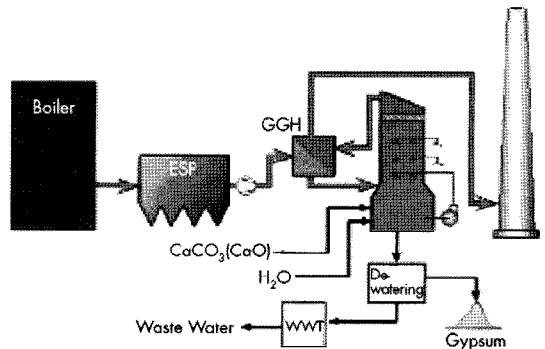 Boiler
GGH
ESP
CaCO₃(CaO)
H₂O
De-
watering
Waste Water
WWT
Gypsum